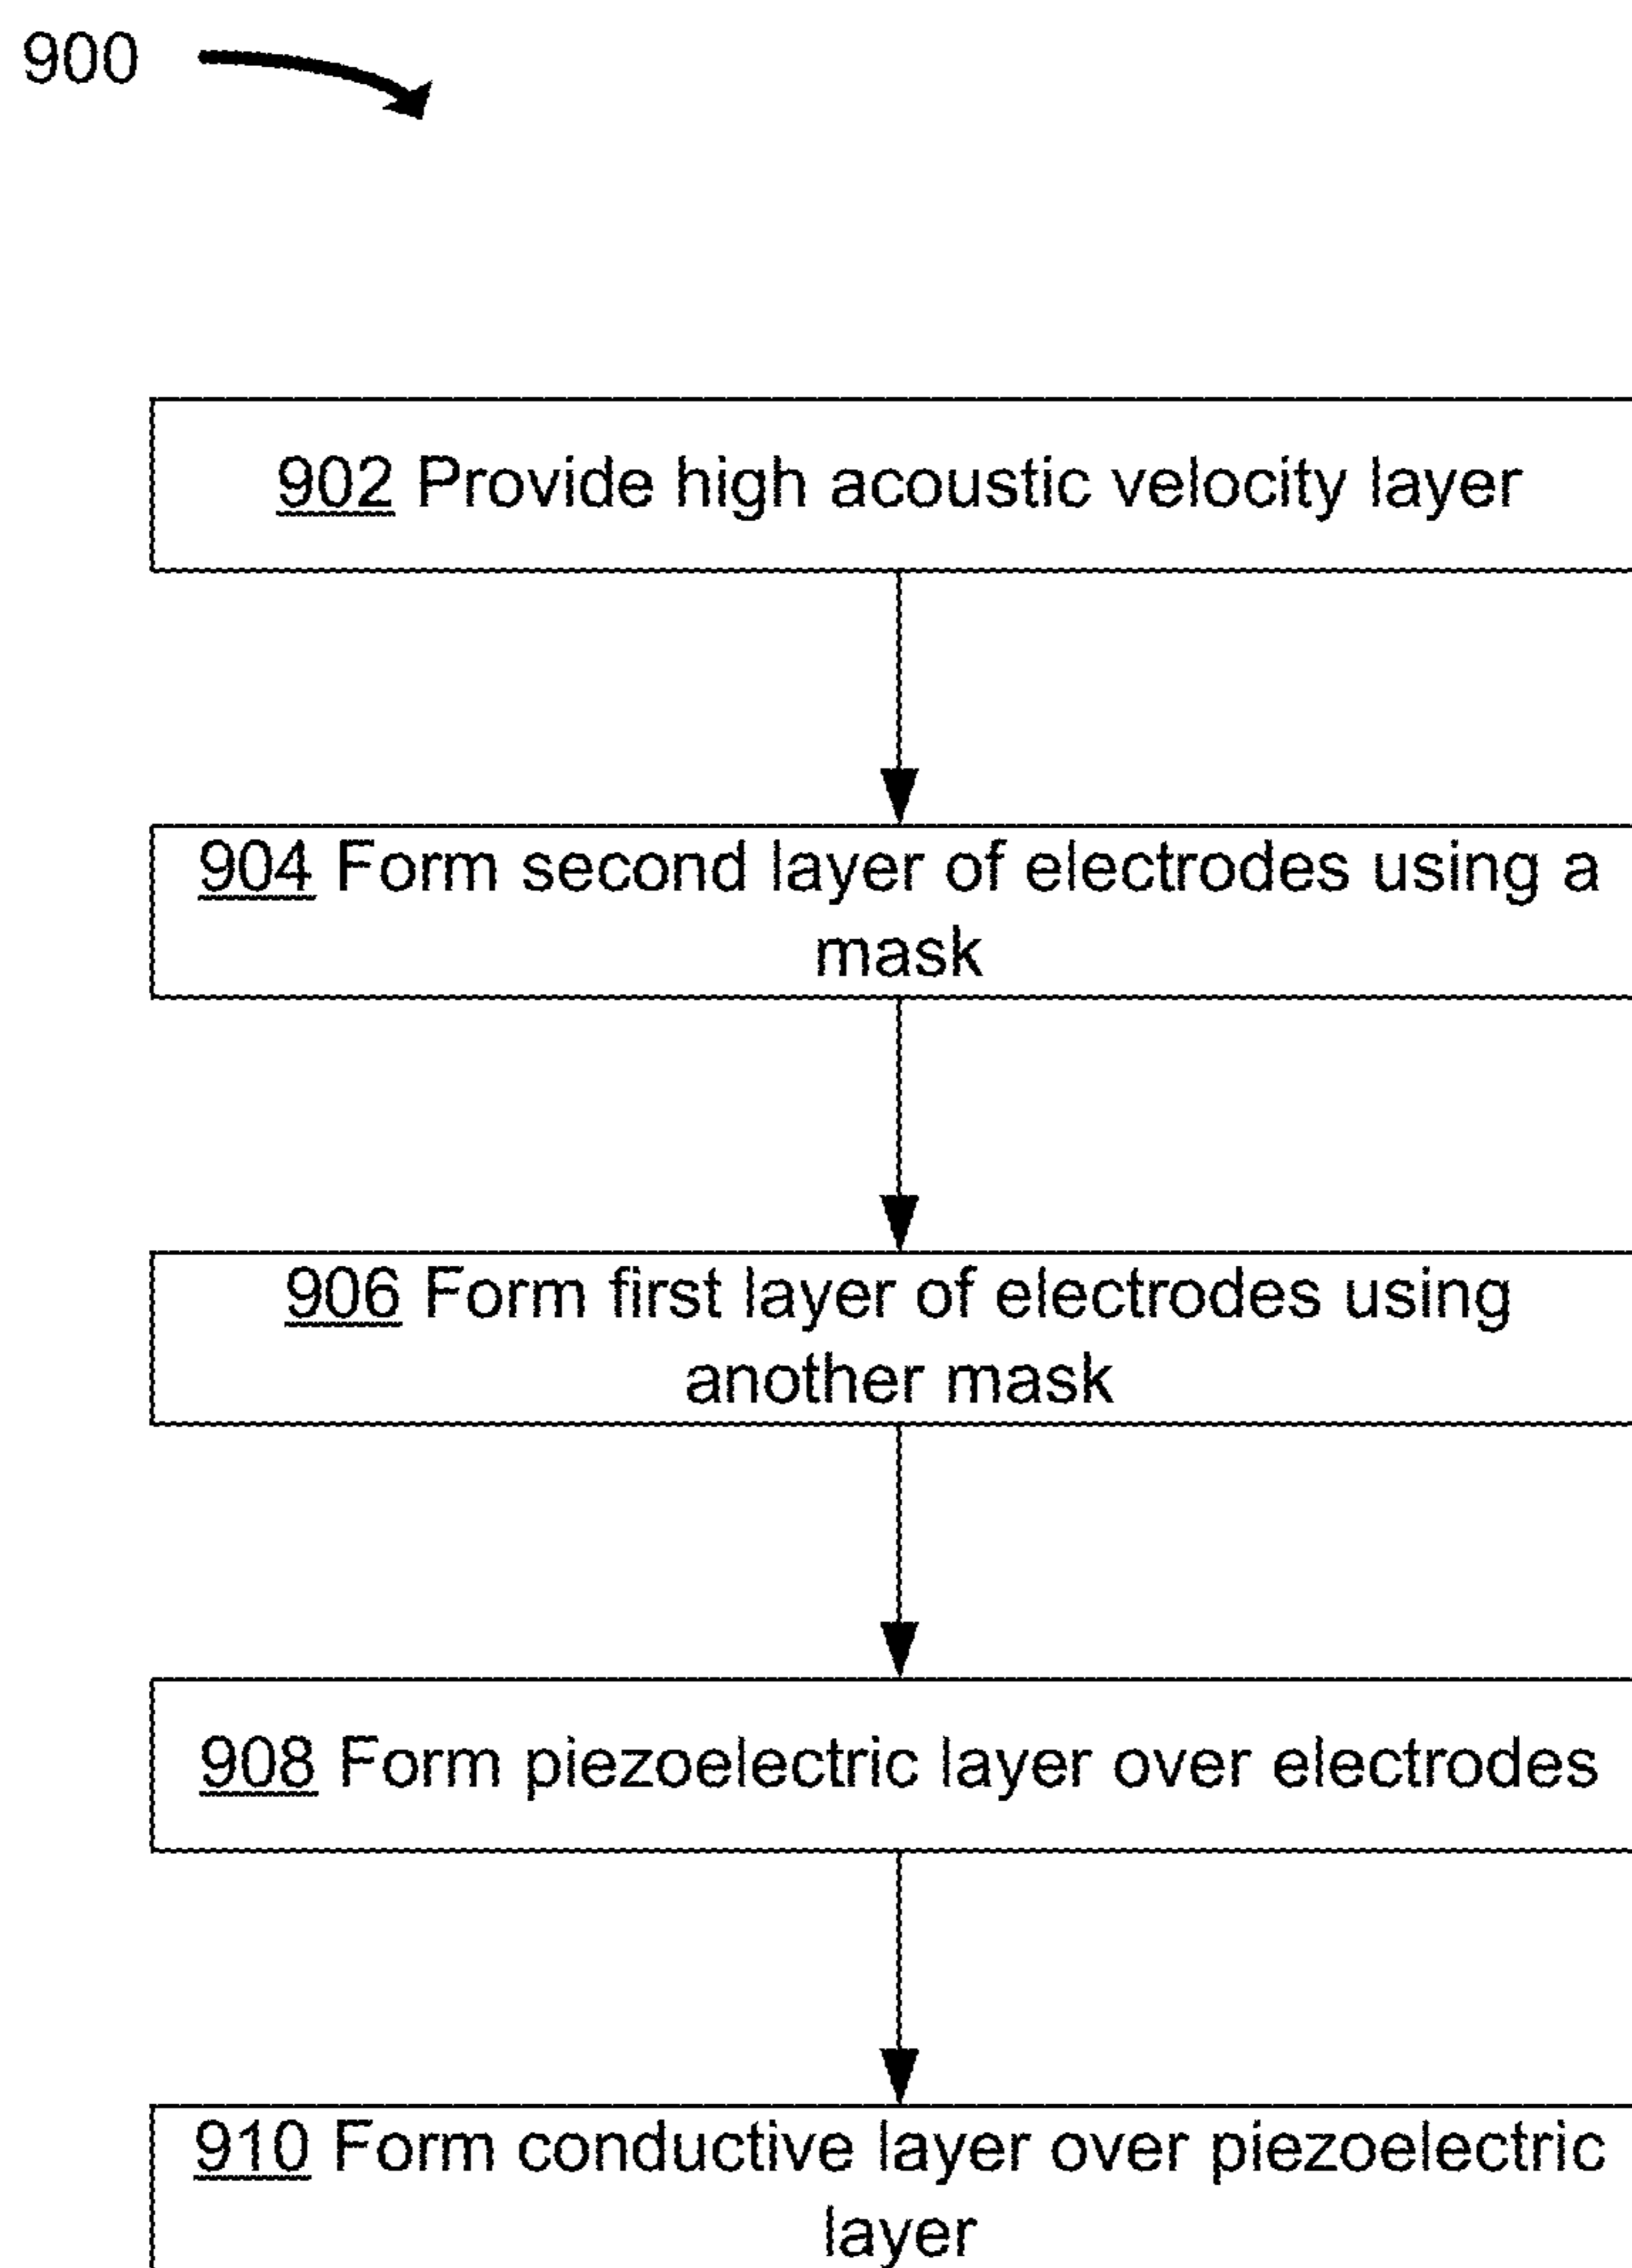 900
902 Provide high acoustic velocity layer
904 Form second layer of electrodes using a
mask
906 Form first layer of electrodes using
another mask
908 Form piezoelectric layer over electrodes
910 Form conductive layer over piezoelectric
layer